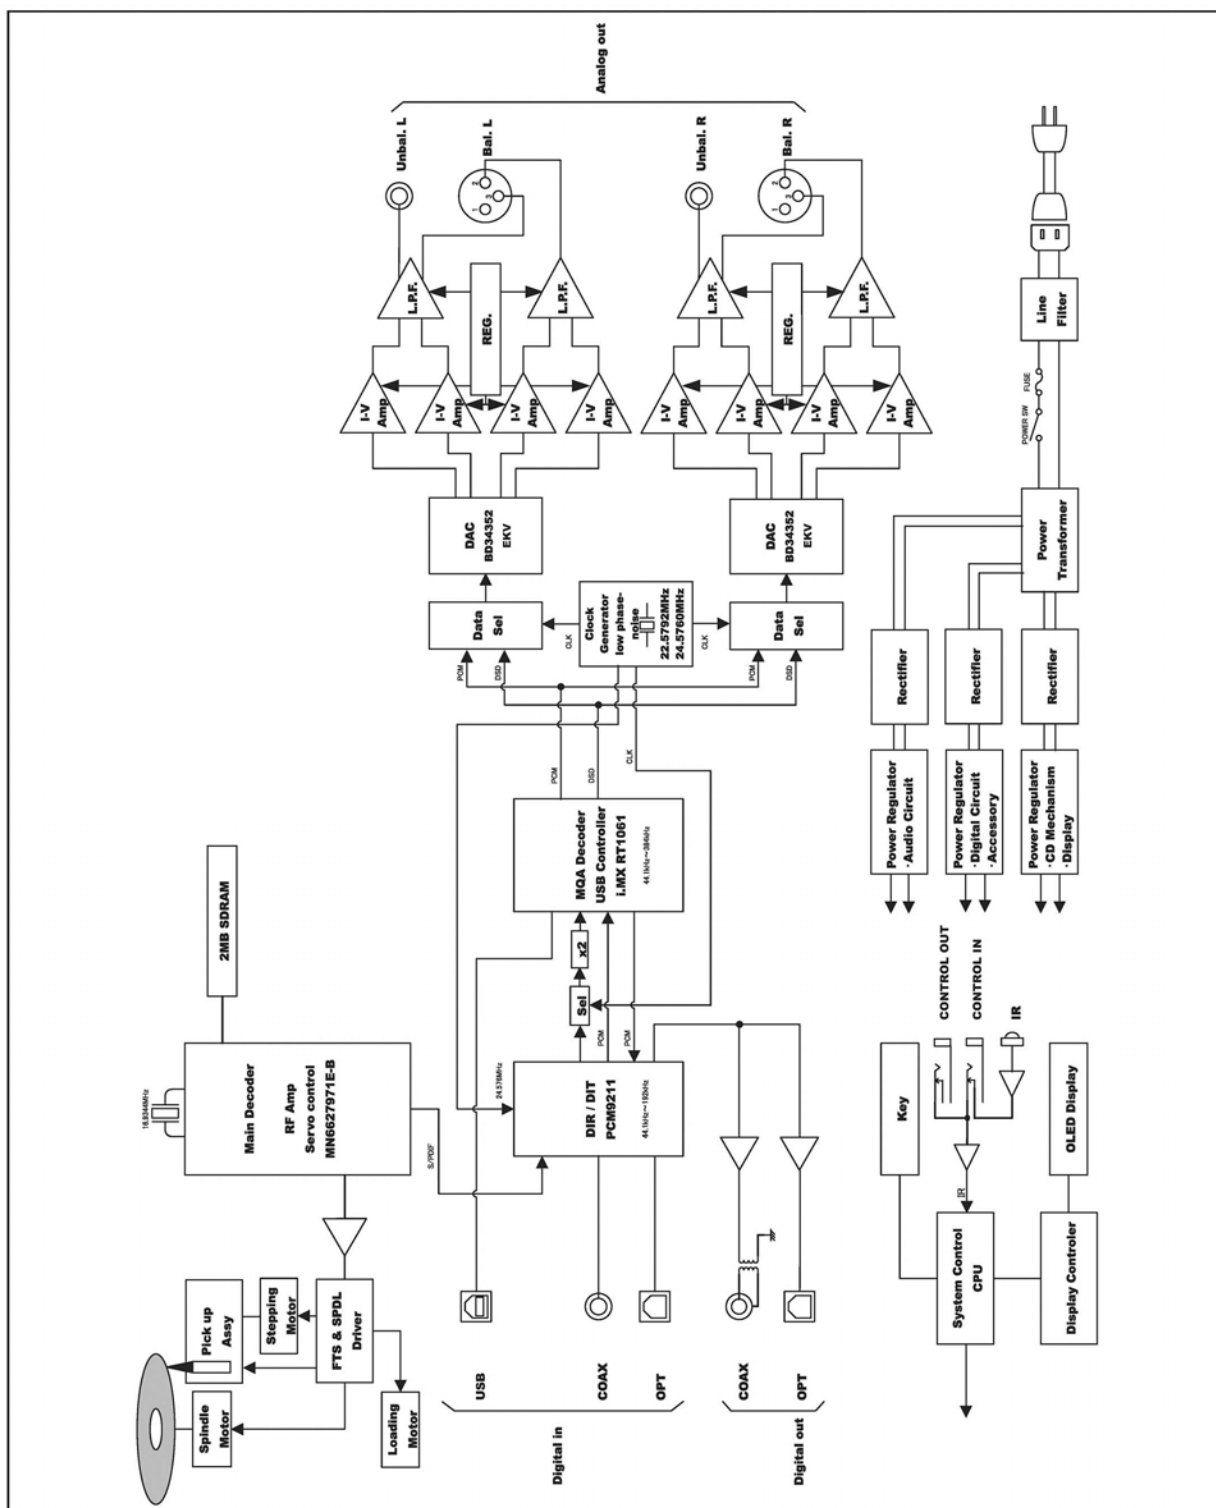 Spindle
Motor
Pick up
Assy
Stepping
Motor
FTS & SPDL
Driver
Loading
Motor
16.9344MHz
Main Decoder
RF Amp
Servo control
MN6627971E-B
2MB SDRAM
S/PDIF
Digital in
USB
COAX
OPT
Digital out
COAX
OPT
24.576MHz
DIR / DIT
PCM9211
44.1kHz~192kHz
Sel
x2
PCM
PCM
MQA Decoder
USB Controller
i.MX RT1061
44.1kHz~384kHz
PCM
DSD
CLK
PCM
DSD
Data
Sel
CLK
Clock
Generator
low phase-
noise
22.5792MHz
24.5760MHz
CLK
PCM
DSD
Data
Sel
DAC
BD34352
EKV
DAC
BD34352
EKV
I-V
Amp
I-V
Amp
I-V
Amp
I-V
Amp
REG.
L.P.F.
L.P.F.
I-V
Amp
I-V
Amp
I-V
Amp
I-V
Amp
REG.
L.P.F.
L.P.F.
1
2
3
1
2
3
Unbal. L
Bal. L
Unbal. R
Bal. R
Analog out
System Control
CPU
IR
Key
CONTROL OUT
CONTROL IN
IR
Display Controler
OLED Display
Power Regulator
· Audio Circuit
Rectifier
Power Regulator
· Digital Circuit
· Accessory
Rectifier
Power Regulator
· CD Mechanism
· Display
Rectifier
Power
Transformer
POWER SW
FUSE
Line
Filter